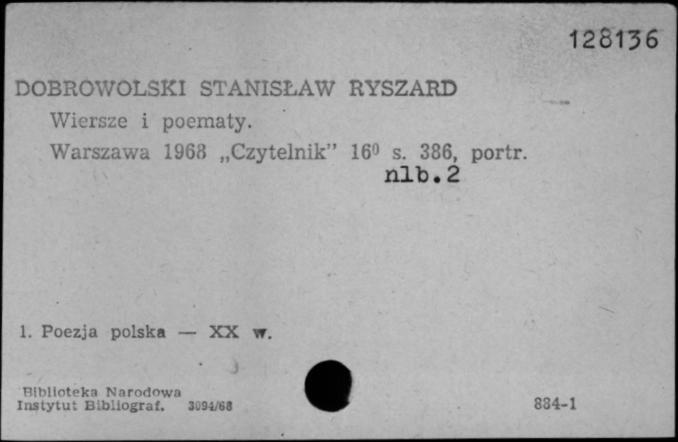 128136
DOBROWOLSKI STANISŁAW RYSZARD
Wiersze i poematy.
Warszawa 1968 „Czytelnik” 16⁰ s. 386, portr.
nlb.2
1. Poezja polska — XX w.
Biblioteka Narodowa
Instytut Bibliograf. 3094/68
884-1